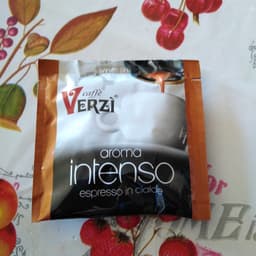 caffè
VERZÌ®
aroma
intenso
espresso in cialde